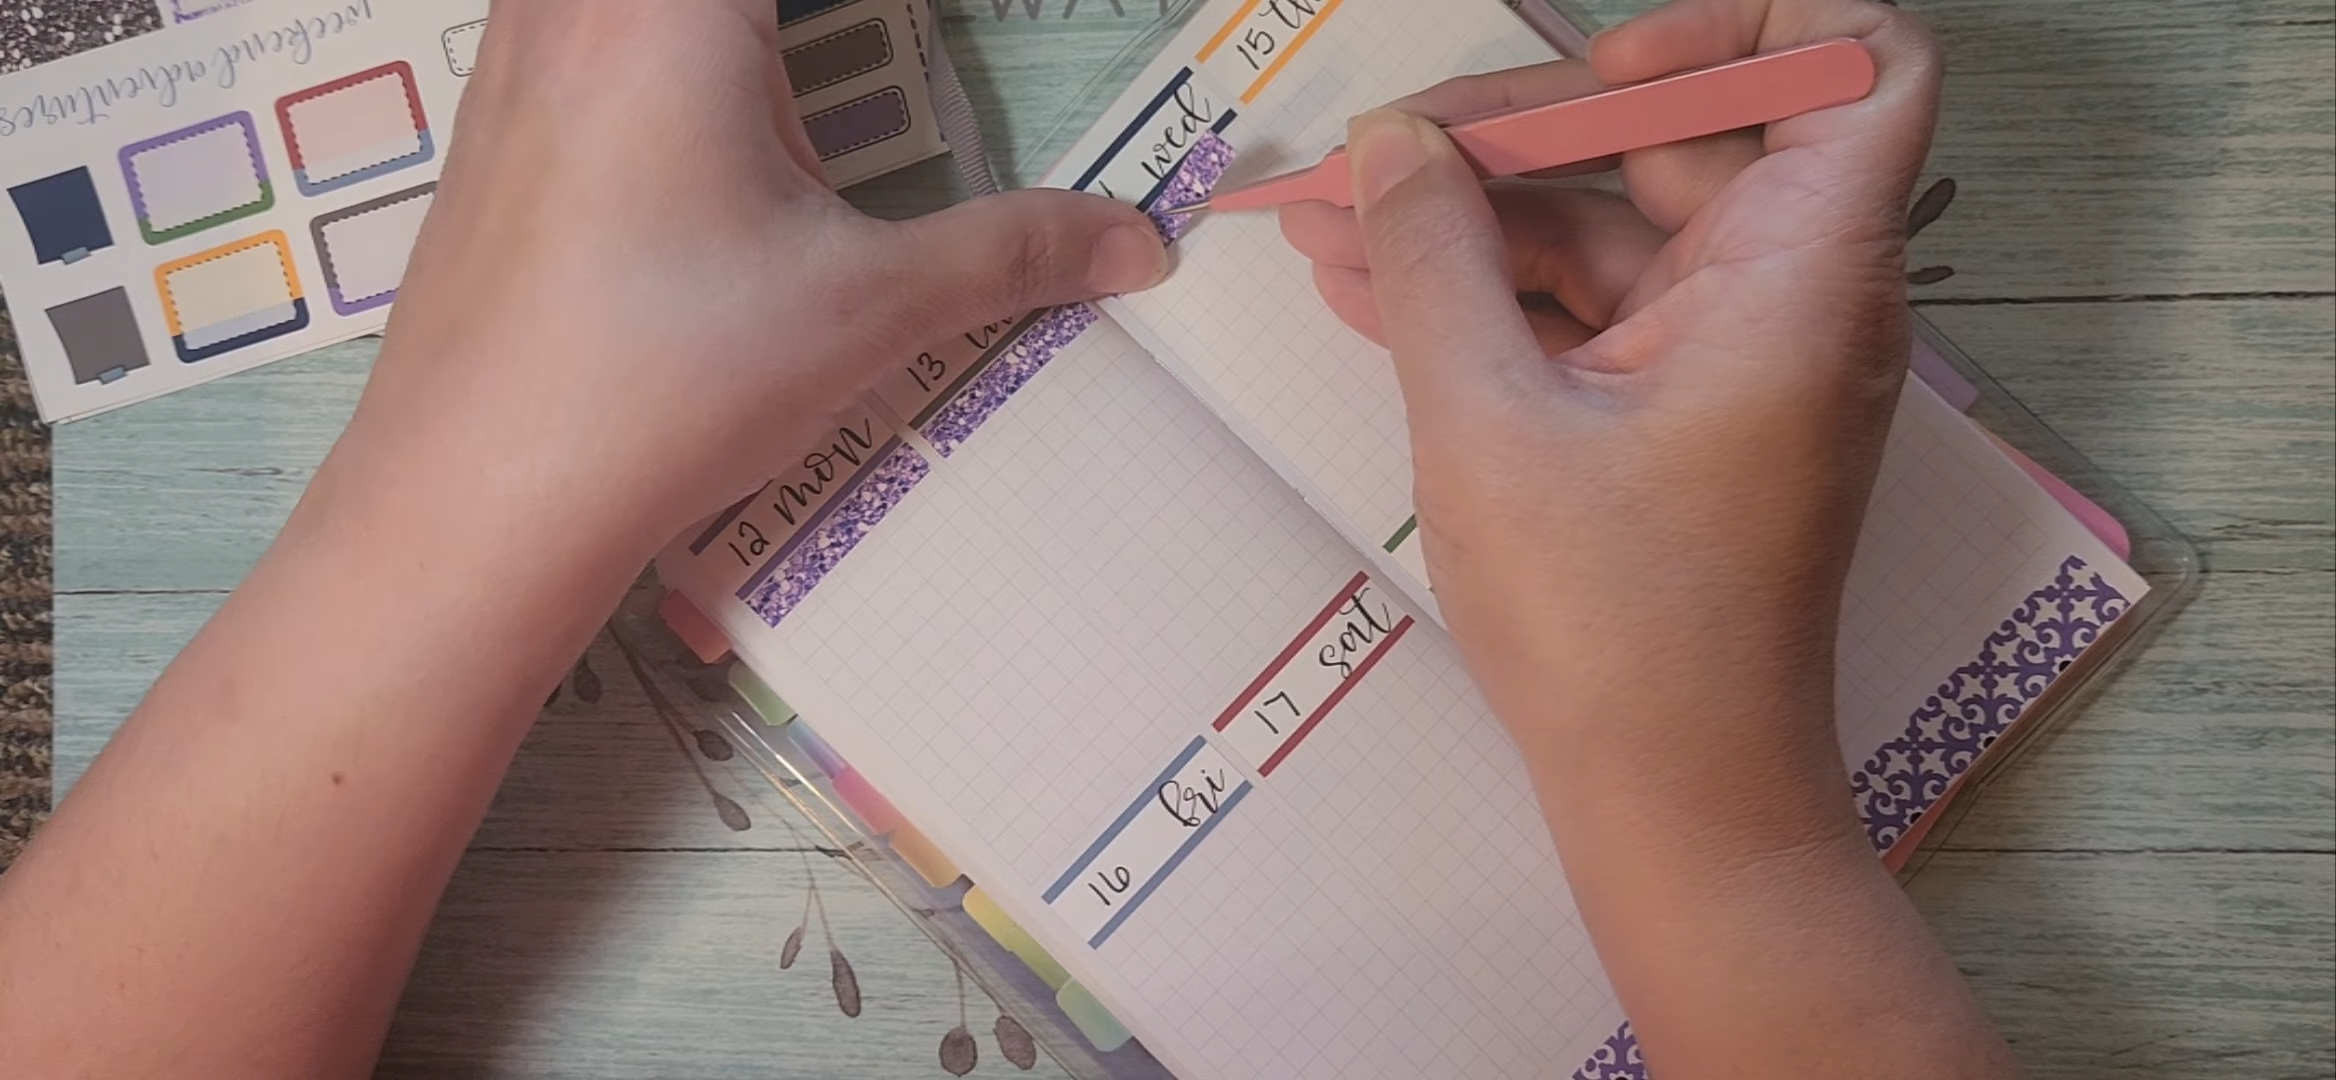 weekend adventures
12 mon
13
wed
15
16 fri
17 sat